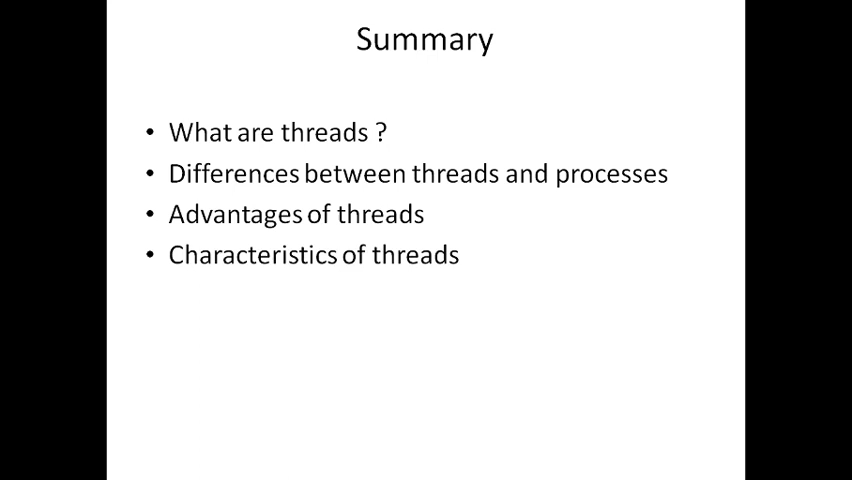 Summary
• What are threads ?
• Differences between threads and processes
• Advantages of threads
• Characteristics of threads